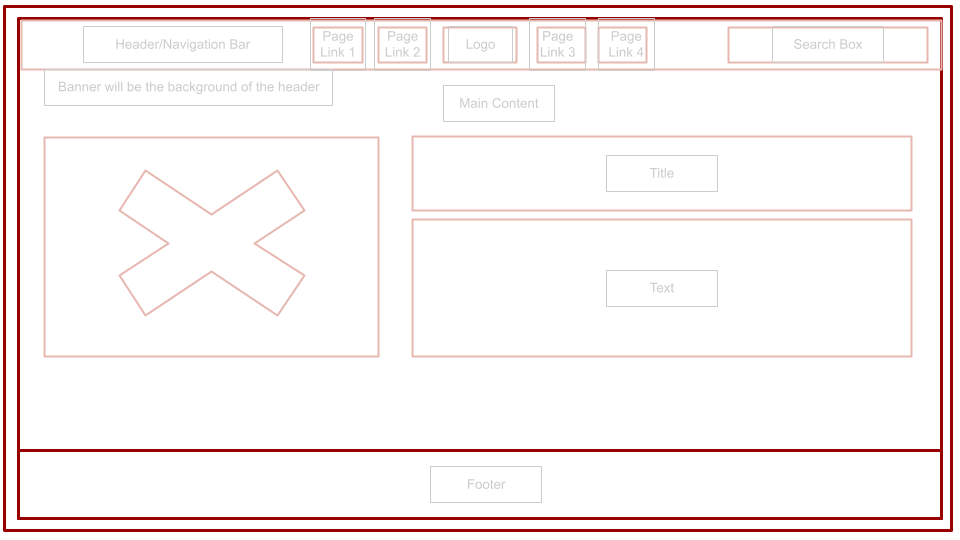 Header/Navigation Bar
Page
Link 1
Page
Link 2
Logo
Page
Link 3
Page
Link 4
Search Box
Banner will be the background of the header
Main Content
Title
Text
Footer